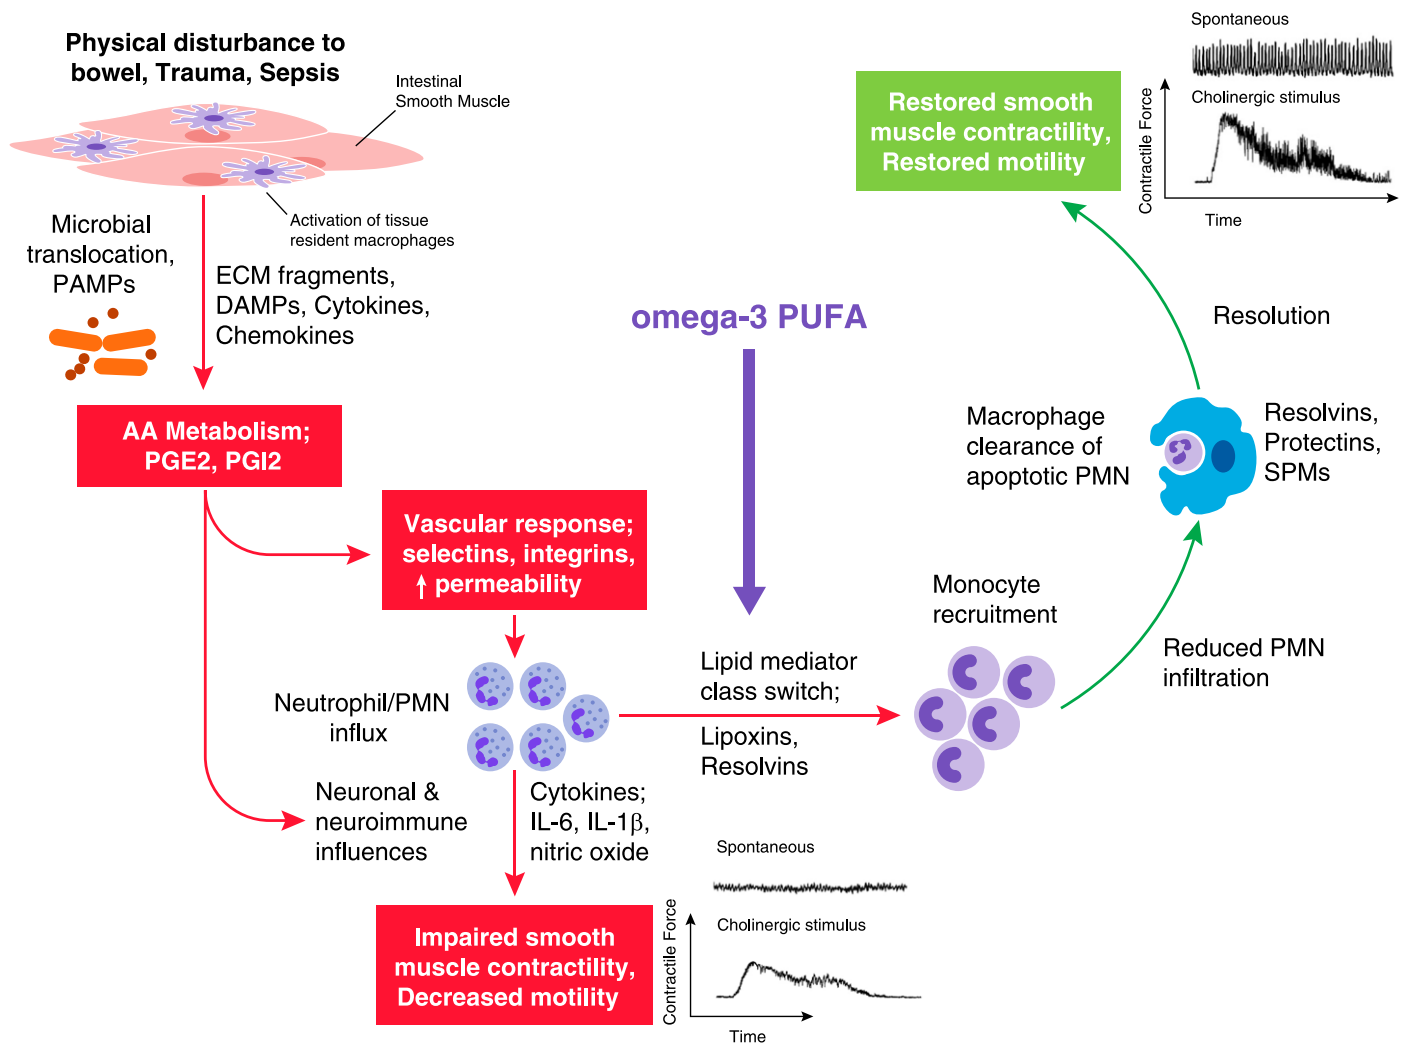 Physical disturbance to
bowel, Trauma, Sepsis
Intestinal
Smooth Muscle
Activation of tissue
resident macrophages
Microbial
translocation,
PAMPs
ECM fragments,
DAMPs, Cytokines,
Chemokines
AA Metabolism;
PGE2, PGI2
Vascular response;
selectins, integrins,
↑ permeability
Neutrophil/PMN
influx
Neuronal &
neuroimmune
influences
Cytokines;
IL-6, IL-1β,
nitric oxide
Impaired smooth
muscle contractility,
Decreased motility
Spontaneous
Cholinergic stimulus
Contractile Force
Time
omega-3 PUFA
Lipid mediator
class switch;
Lipoxins,
Resolvins
Monocyte
recruitment
Reduced PMN
infiltration
Macrophage
clearance of
apoptotic PMN
Resolvins,
Protectins,
SPMs
Resolution
Restored smooth
muscle contractility,
Restored motility
Spontaneous
Cholinergic stimulus
Contractile Force
Time